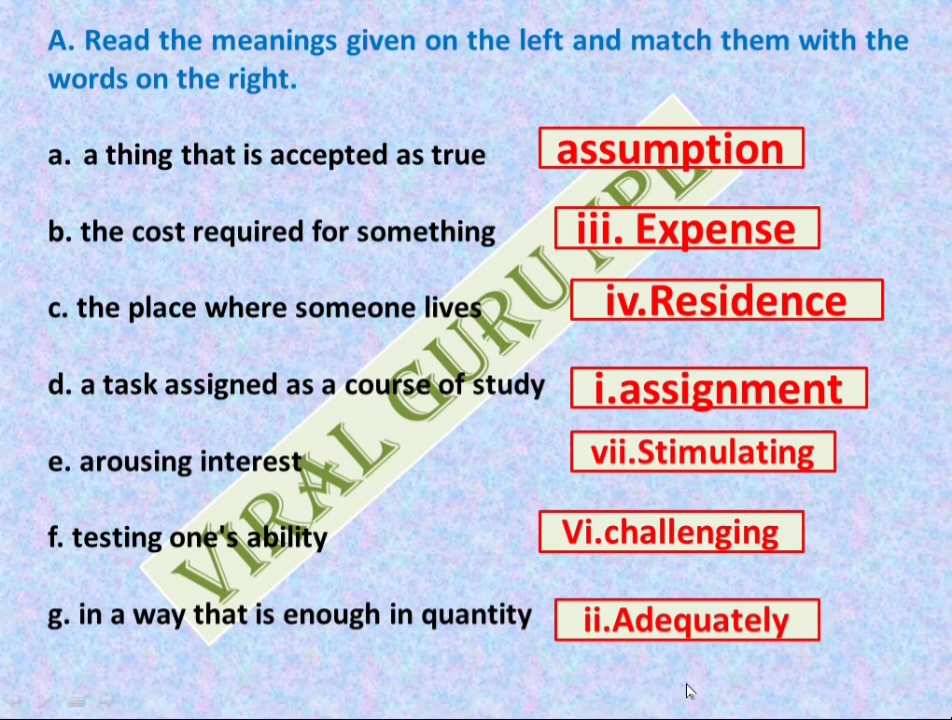 A. Read the meanings given on the left and match them with the
words on the right.
a. a thing that is accepted as true
assumption
b. the cost required for something
iii. Expense
c. the place where someone lives
iv.Residence
d. a task assigned as a course of study
i.assignment
e. arousing interest
vii.Stimulating
f. testing one's ability
Vi.challenging
g. in a way that is enough in quantity
ii.Adequately
VIRAL GURU